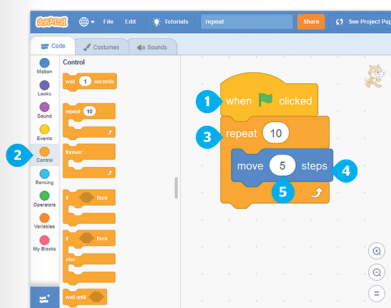 SCRATCH File Edit Tutorials repeat Share See Project Page
Code Costumes Sounds
Motion
Looks
Sound
Events
Control
Sensing
Operators
Variables
My Blocks
Control
wait 1 seconds
repeat 10
forever
if then
if then
else
wait until
1 when clicked
2
3 repeat 10
move 5 steps 4
5